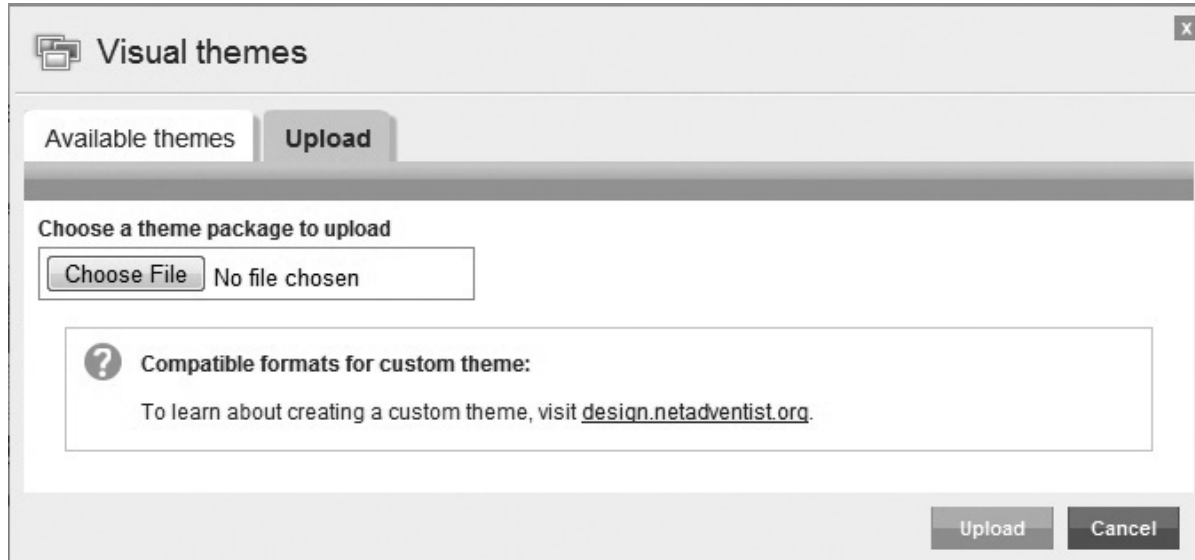 Visual themes
x
Available themes
Upload
Choose a theme package to upload
Choose File No file chosen
?
Compatible formats for custom theme:
To learn about creating a custom theme, visit design.netadventist.org.
Upload
Cancel